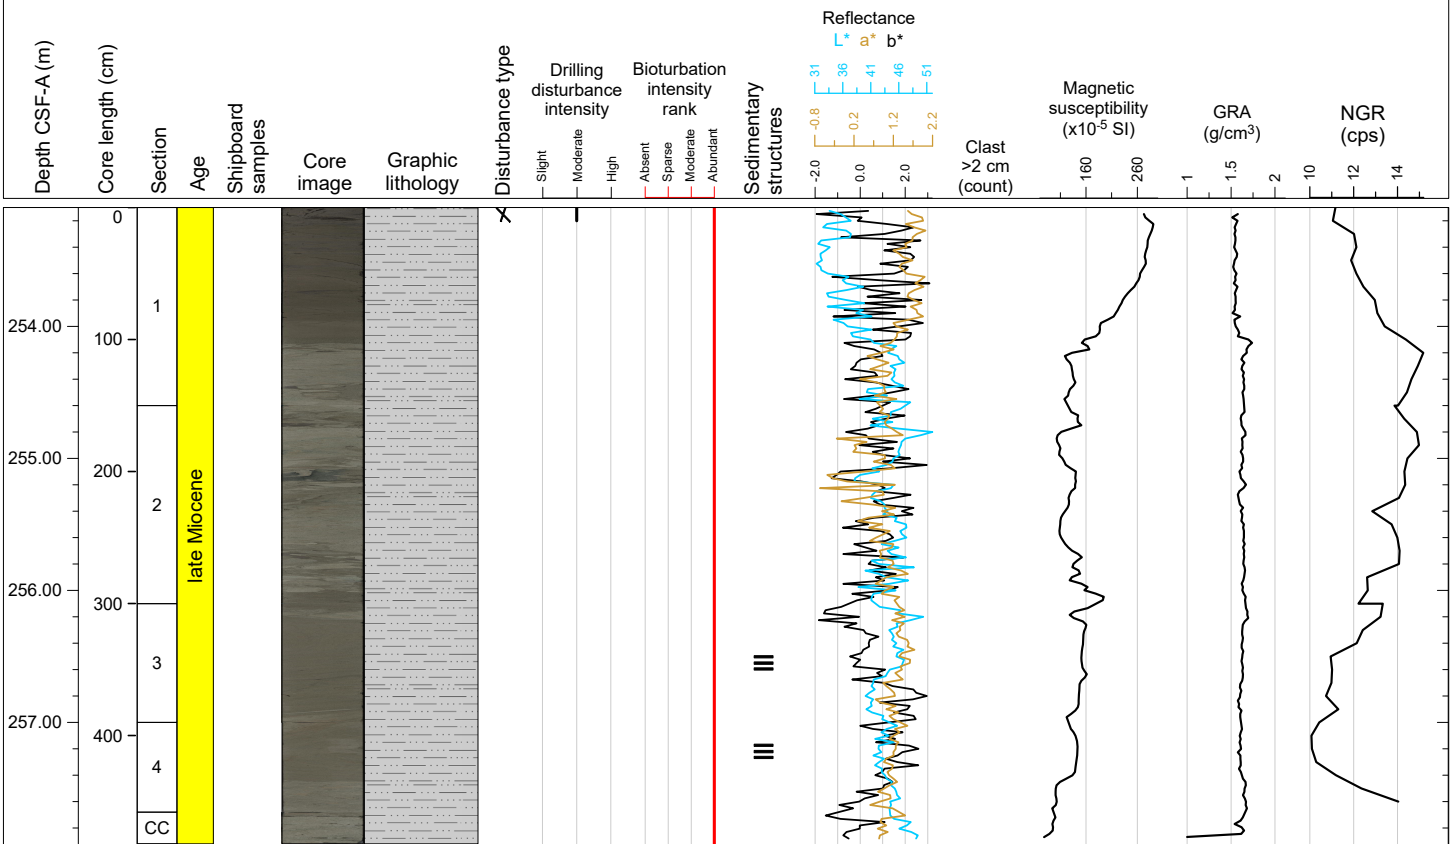 Depth CSF-A (m)
Core length (cm)
Section
Age
Shipboard
samples
Core
image
Graphic
lithology
Disturbance type
Drilling
disturbance
intensity
Slight
Moderate
High
Bioturbation
intensity
rank
Absent
Sparse
Moderate
Abundant
Sedimentary
structures
Reflectance
L* a* b*
31 36 41 46 51
-0.8 0.2 1.2 2.2
-2.0 0.0 2.0
Clast
>2 cm
(count)
Magnetic
susceptibility
(x10-5 SI)
160 260
GRA
(g/cm3)
1 1.5 2
NGR
(cps)
10 12 14
254.00
255.00
256.00
257.00
0
100
200
300
400
1
2
3
4
CC
late Miocene